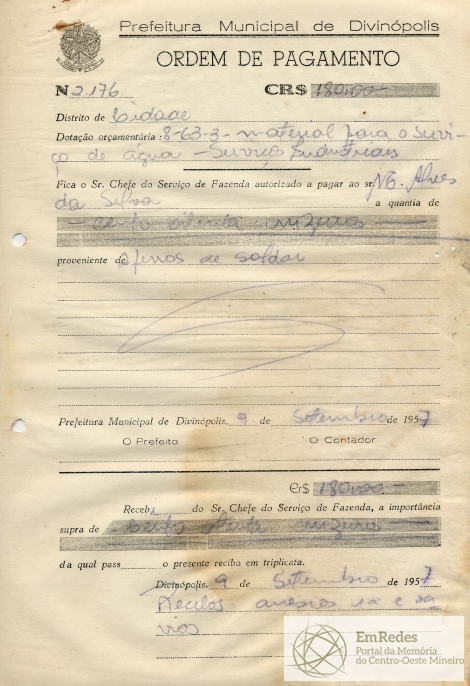 Prefeitura Municipal de Divinópolis
ORDEM DE PAGAMENTO
N 2.176 CR$ 180,00
Distrito de Cidade
Dotação orçamentária: 8-63-3 - material para o Servi-
ço de água - Serviços Industriais
Fica o Sr. Chefe do Serviço de Fazenda autorizado a pagar ao sr. Alves
da Silva a quantia de
- cento oitenta cruzeiros
proveniente de ferros de soldar
Prefeitura Municipal de Divinópolis, 9 de Setembro de 1957
O Prefeito O Contador
Cr$ 180,00
Recebi do Sr. Chefe do Serviço de Fazenda, a importância
supra de - cento oitenta cruzeiros -
da qual pass o presente recibo em triplicata.
Divinópolis, 9 de Setembro de 1957
Recibos anexos
EmRedes
Portal da Memória
do Centro-Oeste Mineiro